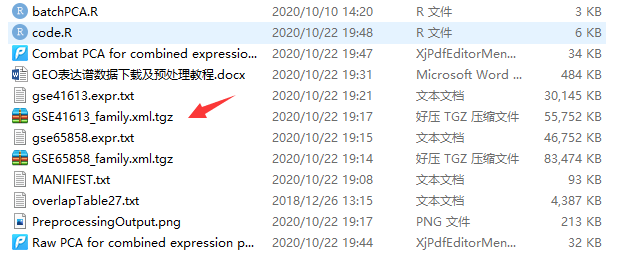 batchPCA.R 2020/10/10 14:20 R 文件 3 KB
code.R 2020/10/22 19:48 R 文件 6 KB
Combat PCA for combined expression... 2020/10/22 19:47 XjPdfEditorMen... 34 KB
GEO表达谱数据下载及预处理教程.docx 2020/10/22 19:31 Microsoft Word ... 484 KB
gse41613.expr.txt 2020/10/22 19:21 文本文档 30,145 KB
GSE41613_family.xml.tgz 2020/10/22 19:17 好压 TGZ 压缩文件 55,752 KB
gse65858.expr.txt 2020/10/22 19:15 文本文档 46,752 KB
GSE65858_family.xml.tgz 2020/10/22 19:14 好压 TGZ 压缩文件 83,474 KB
MANIFEST.txt 2020/10/22 19:08 文本文档 93 KB
overlapTable27.txt 2018/12/26 13:15 文本文档 4,387 KB
PreprocessingOutput.png 2020/10/22 19:17 PNG 文件 213 KB
Raw PCA for combined expression p... 2020/10/22 19:44 XjPdfEditorMen... 32 KB